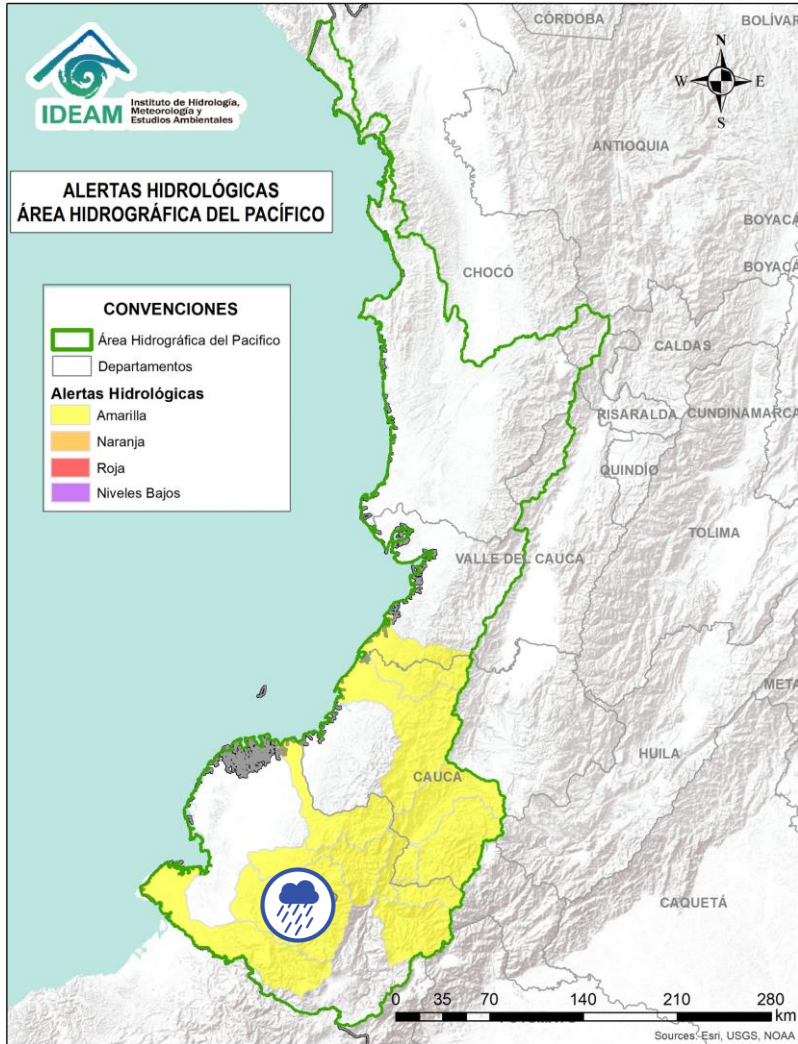 IDEAM
Instituto de Hidrología,
Meteorología y
Estudios Ambientales
ALERTAS HIDROLÓGICAS
ÁREA HIDROGRÁFICA DEL PACÍFICO
CONVENCIONES
Área Hidrográfica del Pacífico
Departamentos
Alertas Hidrológicas
Amarilla
Naranja
Roja
Niveles Bajos
CÓRDOBA
BOLÍVAR
N
W
E
S
ANTIOQUIA
BOYACÁ
CHOCÓ
BOYACÁ
CALDAS
RISARALDA
CUNDINAMARCA
QUINDÍO
TOLIMA
VALLE DEL CAUCA
META
HUILA
CAUCA
CAQUETÁ
0 35 70 140 210 280
km
Sources: Esri, USGS, NOAA